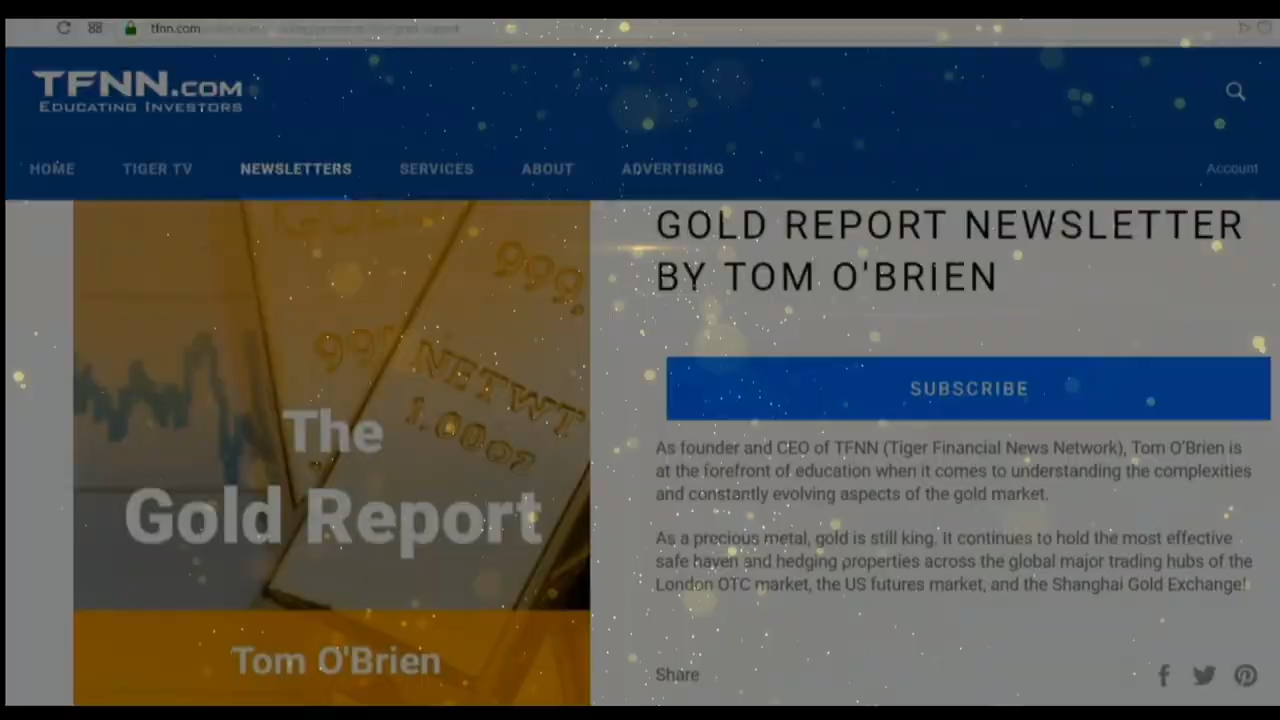 tfnn.com
TFNN.COM
EDUCATING INVESTORS
HOME TIGER TV NEWSLETTERS SERVICES ABOUT ADVERTISING Account
GOLD REPORT NEWSLETTER
BY TOM O'BRIEN
999.
NETWT
1.00oz
The
Gold Report
Tom O'Brien
SUBSCRIBE
As founder and CEO of TFNN (Tiger Financial News Network), Tom O'Brien is
at the forefront of education when it comes to understanding the complexities
and constantly evolving aspects of the gold market.
As a precious metal, gold is still king. It continues to hold the most effective
safe haven and hedging properties across the global major trading hubs of the
London OTC market, the US futures market, and the Shanghai Gold Exchange!
Share